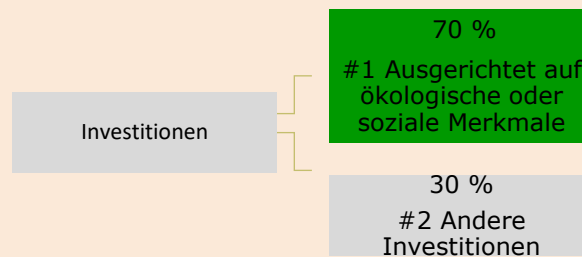 Investitionen
70 %
#1 Ausgerichtet auf
ökologische oder
soziale Merkmale
30 %
#2 Andere
Investitionen